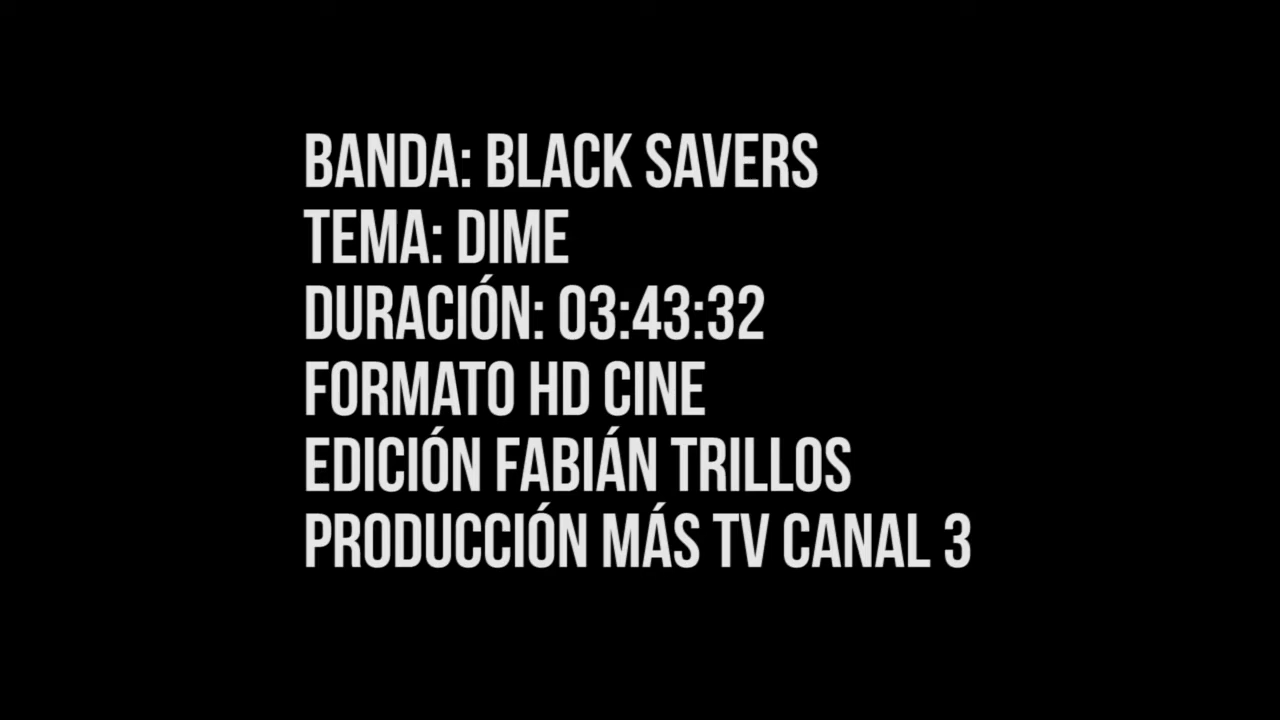 BANDA: BLACK SAVERS
TEMA: DIME
DURACIÓN: 03:43:32
FORMATO HD CINE
EDICIÓN FABIÁN TRILLOS
PRODUCCIÓN MÁS TV CANAL 3